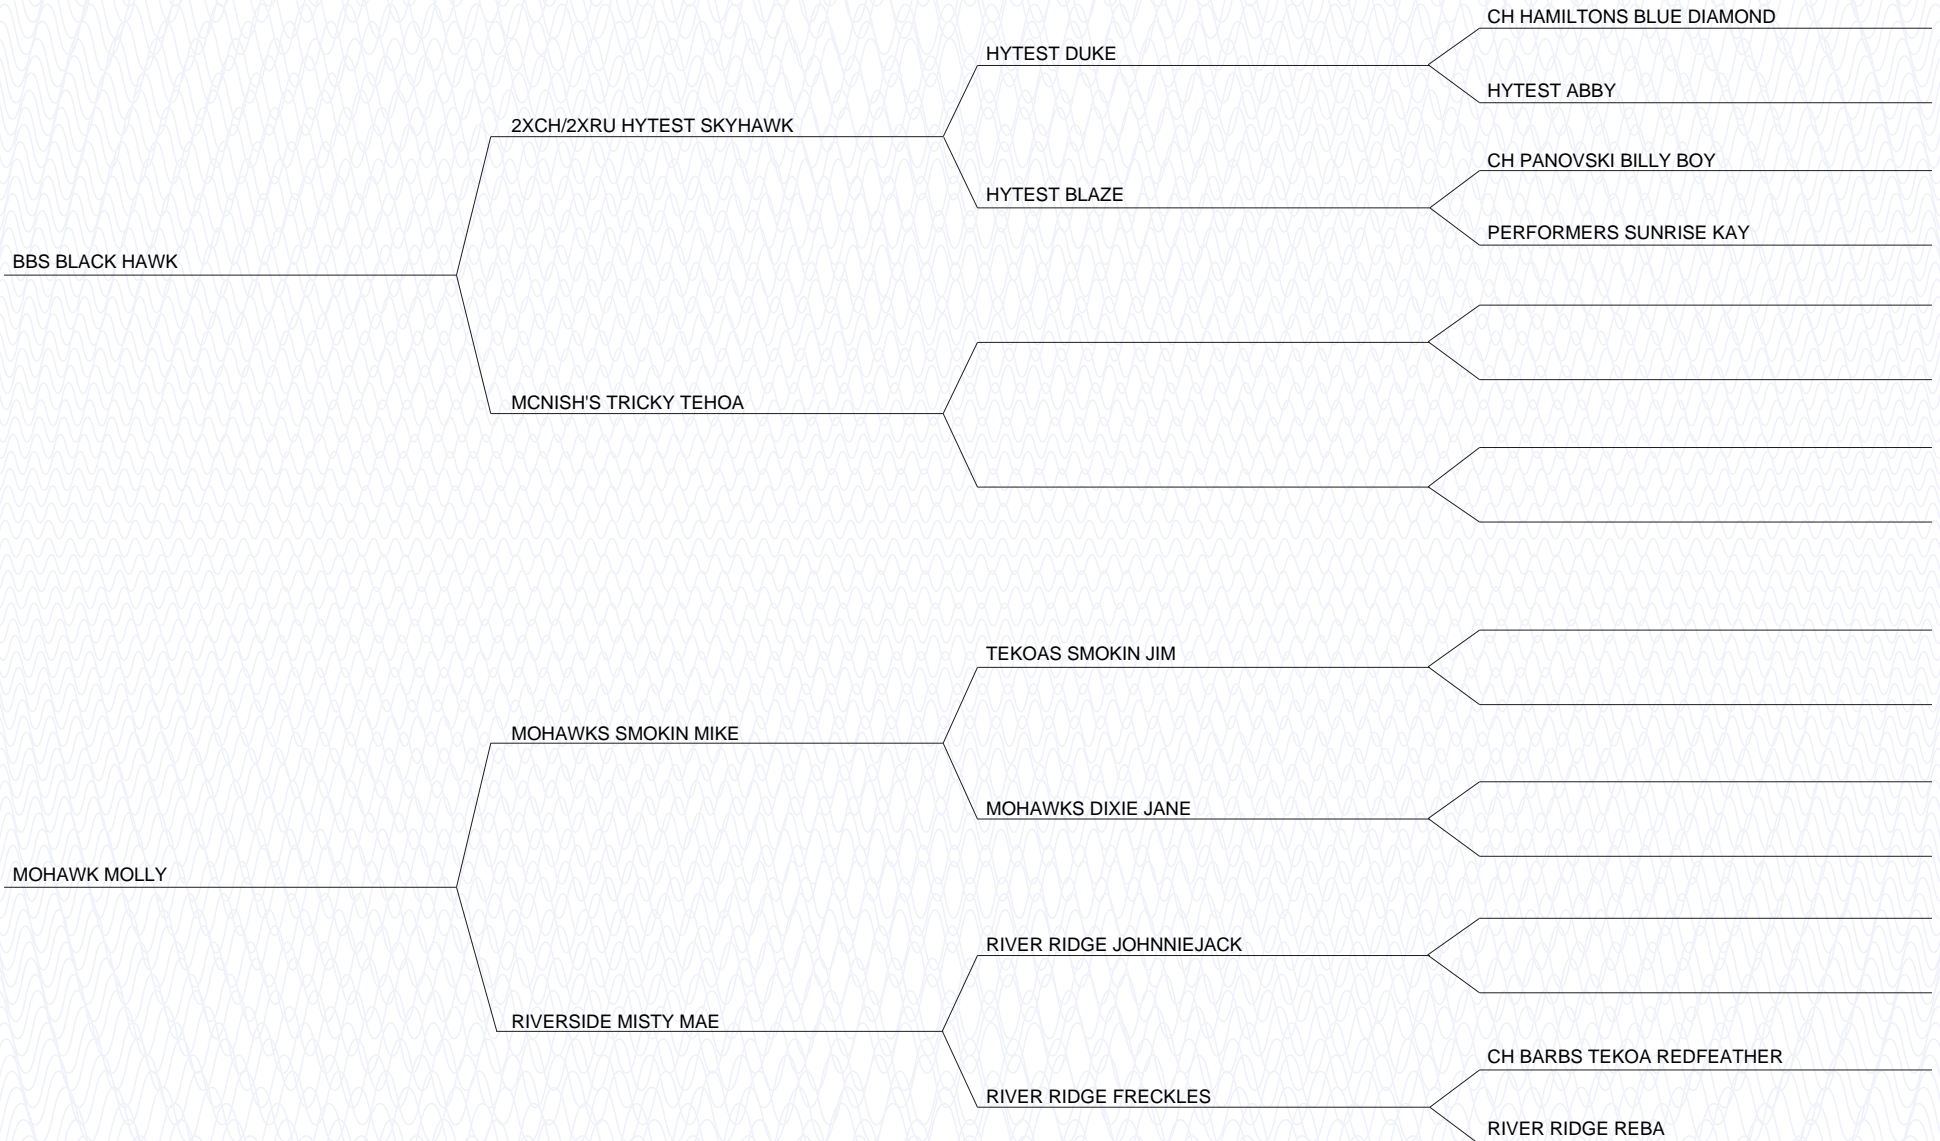 CH HAMILTONS BLUE DIAMOND
HYTEST DUKE
HYTEST ABBY
2XCH/2XRU HYTEST SKYHAWK
CH PANOVSKI BILLY BOY
HYTEST BLAZE
PERFORMERS SUNRISE KAY
BBS BLACK HAWK
MCNISH'S TRICKY TEHOA
TEKOAS SMOKIN JIM
MOHAWKS SMOKIN MIKE
MOHAWKS DIXIE JANE
MOHAWK MOLLY
RIVER RIDGE JOHNNIEJACK
RIVERSIDE MISTY MAE
CH BARBS TEKOA REDFEATHER
RIVER RIDGE FRECKLES
RIVER RIDGE REBA